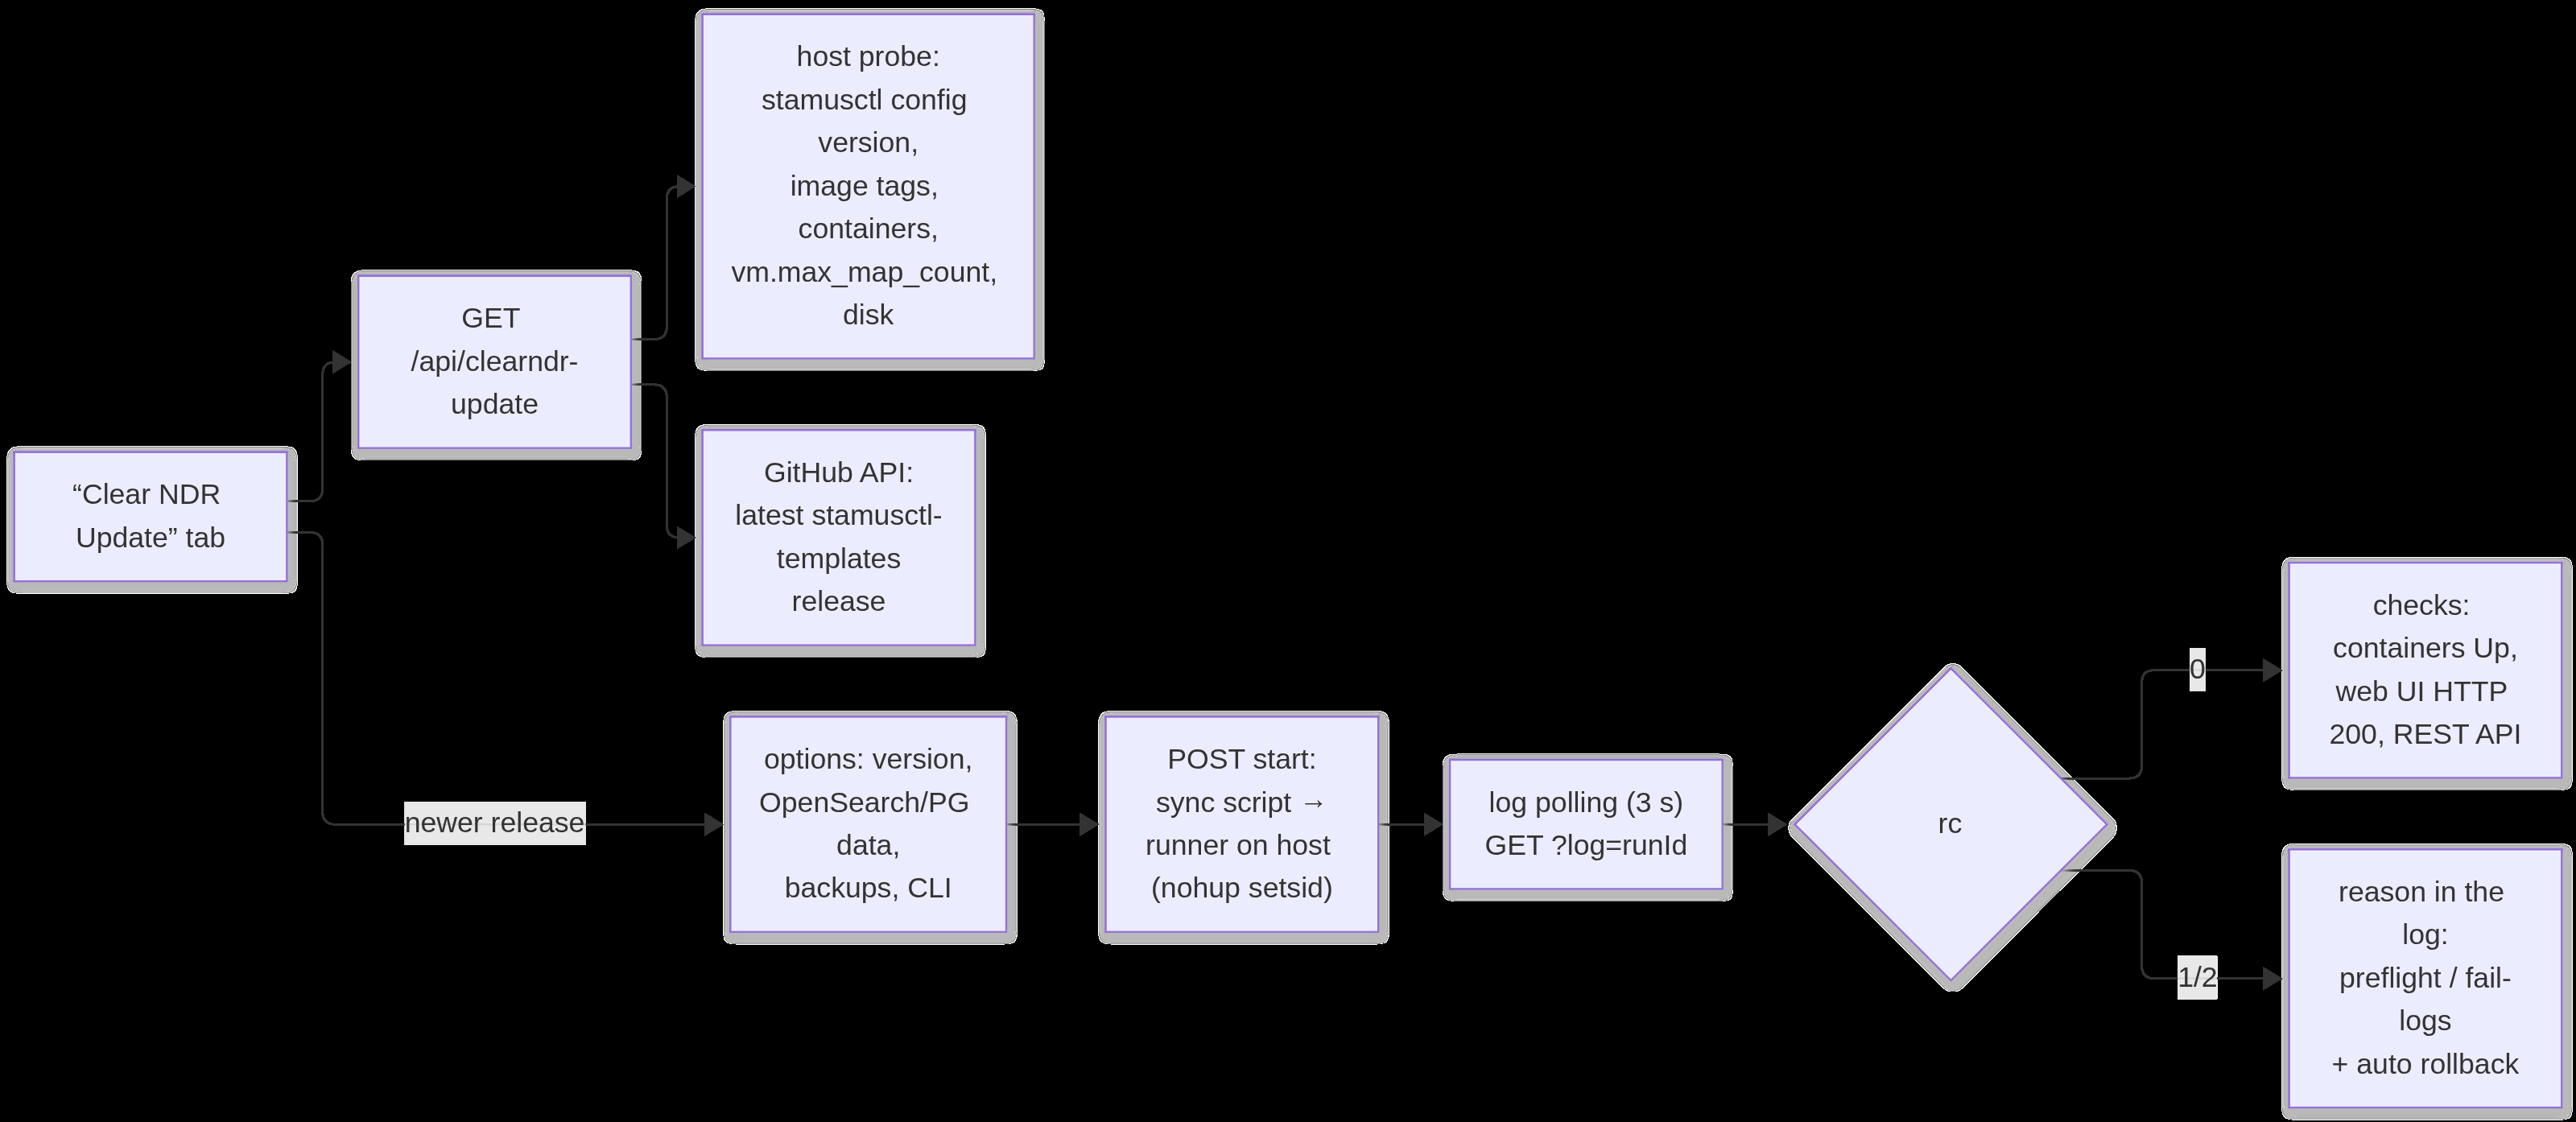 host probe:
stamusctl config
version,
image tags,
containers,
vm.max_map_count,
disk
GET
/api/clearndr-
update
GitHub API:
latest stamusctl-
templates
release
“Clear NDR
Update” tab
newer release
options: version,
OpenSearch/PG
data,
backups, CLI
POST start:
sync script →
runner on host
(nohup setsid)
log polling (3 s)
GET ?log=runId
rc
0
checks:
containers Up,
web UI HTTP
200, REST API
1/2
reason in the
log:
preflight / fail-
logs
+ auto rollback